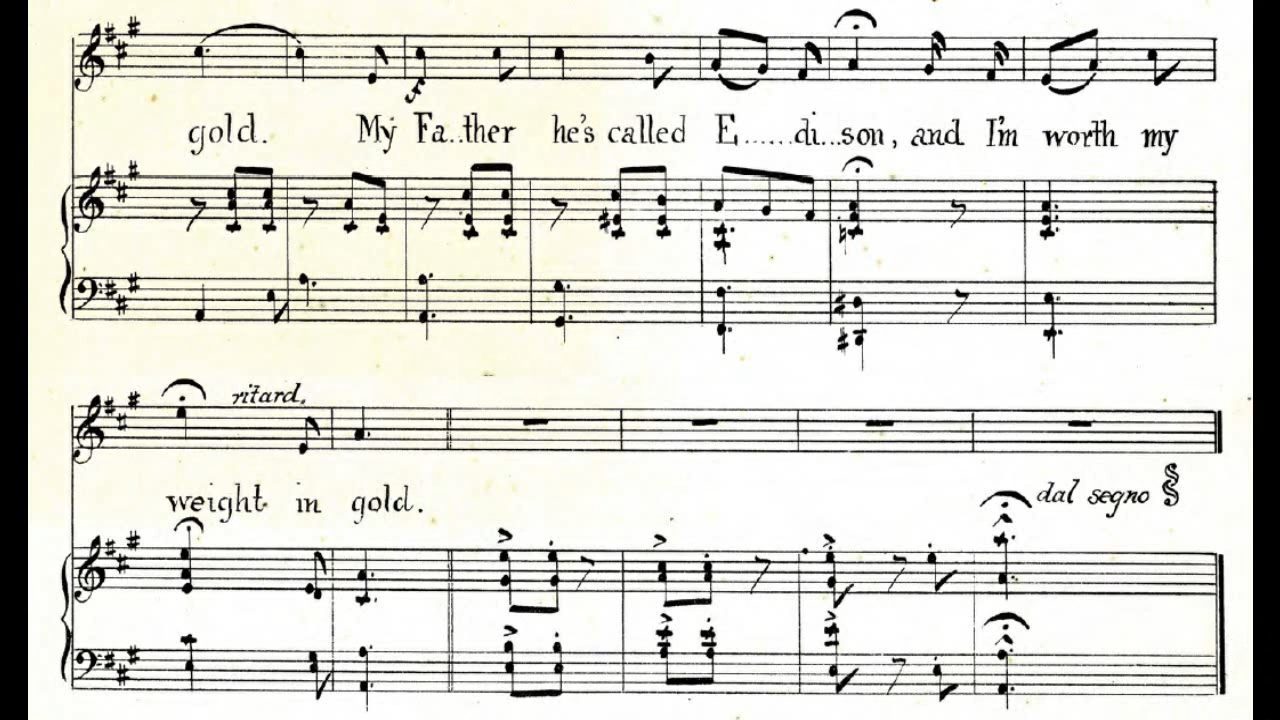 gold. My Fa..ther he's called E......di...son, and I'm worth my
ritard.
weight in gold.
dal segno